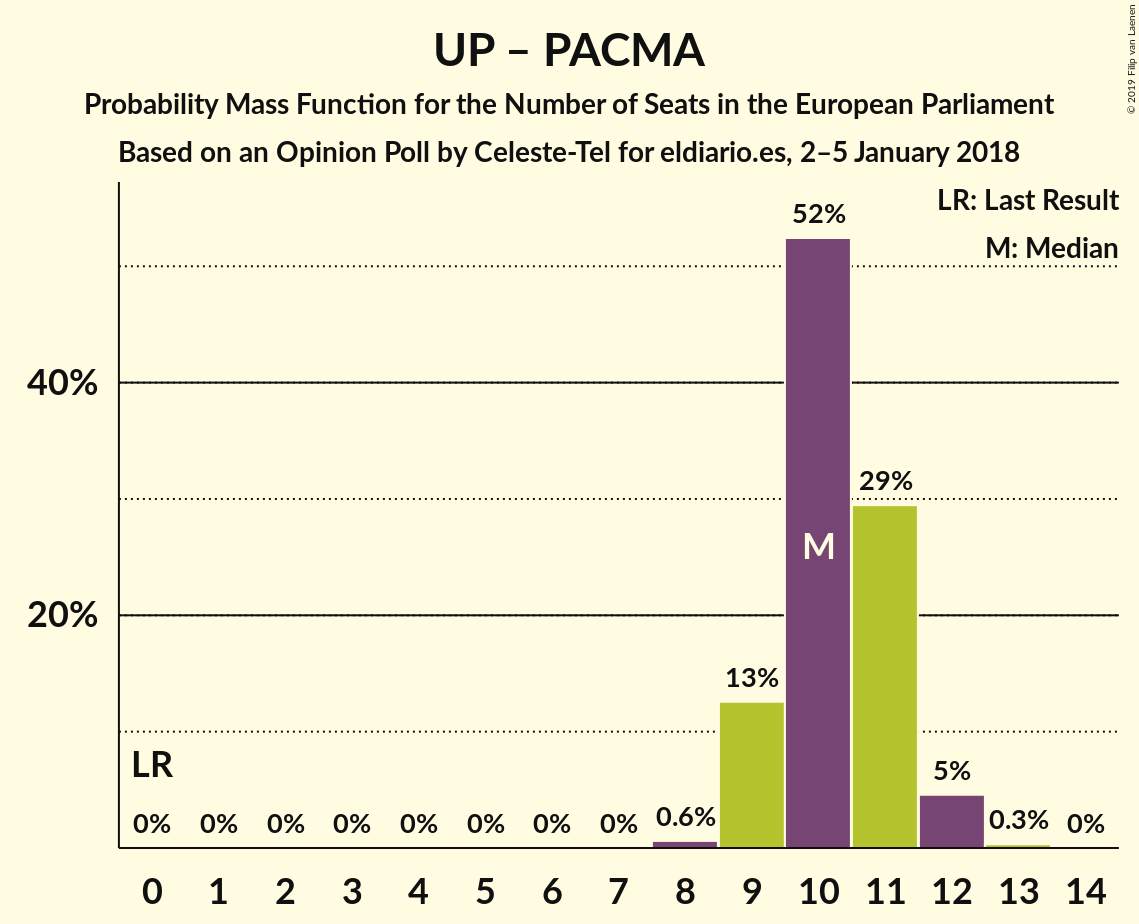 UP – PACMA
Probability Mass Function for the Number of Seats in the European Parliament
Based on an Opinion Poll by Celeste-Tel for eldiario.es, 2–5 January 2018
© 2019 Filip van Laenen
LR: Last Result
M: Median
40%
20%
52%
29%
13%
5%
0% 0% 0% 0% 0% 0% 0% 0% 0.6% 0.3% 0%
LR
M
0 1 2 3 4 5 6 7 8 9 10 11 12 13 14